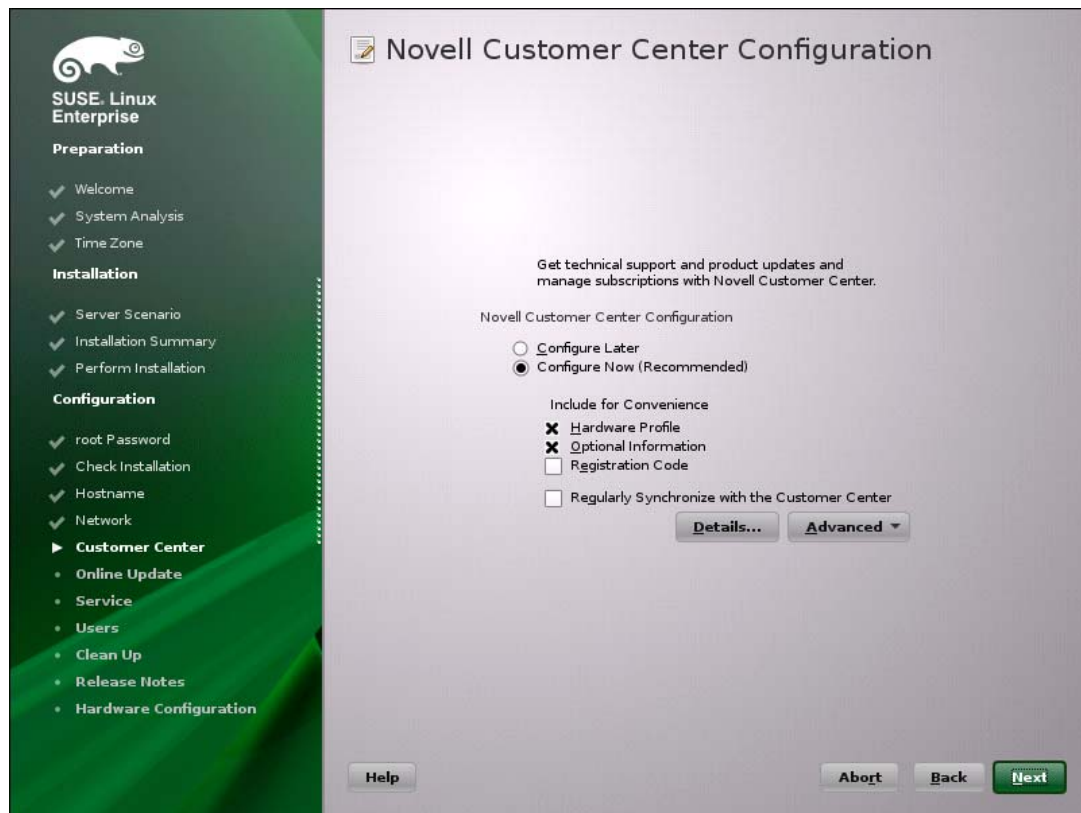 SUSE. Linux
Enterprise
Preparation
Welcome
System Analysis
Time Zone
Installation
Server Scenario
Installation Summary
Perform Installation
Configuration
root Password
Check Installation
Hostname
Network
Customer Center
Online Update
Service
Users
Clean Up
Release Notes
Hardware Configuration
Novell Customer Center Configuration
Get technical support and product updates and
manage subscriptions with Novell Customer Center.
Novell Customer Center Configuration
Configure Later
Configure Now (Recommended)
Include for Convenience
Hardware Profile
Optional Information
Registration Code
Regularly Synchronize with the Customer Center
Details... Advanced
Help Abort Back Next